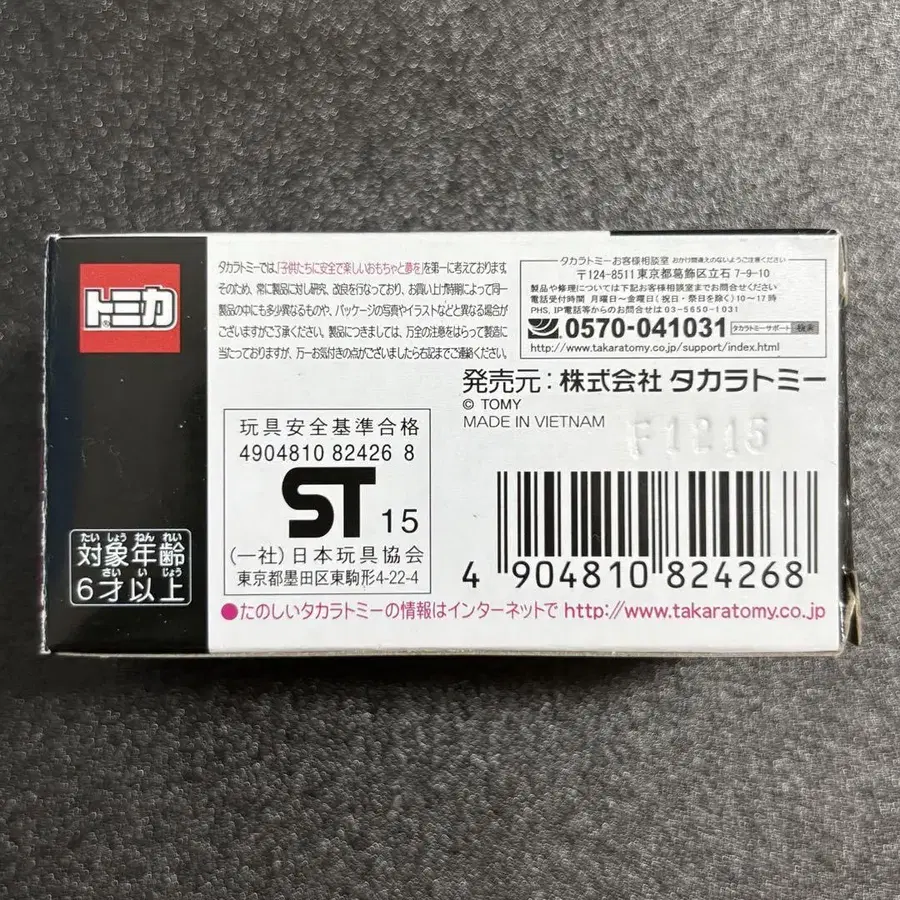 トミカ
®
タカラトミーでは、「子供たちに安全で楽しいおもちゃと夢を」を第一に考えております。
そのため、常に製品に対し研究、改良を行なっており、お買い上げ時期によって同一
製品の中にも多少異なるものや、パッケージの写真やイラストなどと異なる場合が
ございますがご了承ください。製品につきましては、万全の注意をはらって製造に
当たっておりますが、万一お気付きの点がございましたら右記までご連絡ください。
タカラトミーお客様相談室 おかけ間違えのないようご注意ください
〒124-8511 東京都葛飾区立石 7-9-10
製品や修理については下記お客様相談室までお問い合わせください。
電話受付時間 月曜日〜金曜日(祝日・祭日を除く)10〜17時
PHS、IP電話等からのお問合せは03-5650-1031
0570-041031 タカラトミーサポート 検索
http://www.takaratomy.co.jp/support/index.html
発売元:株式会社 タカラトミー
© TOMY
MADE IN VIETNAM
F1215
玩具安全基準合格
4904810 82426 8
ST 15
(一社)日本玩具協会
東京都墨田区東駒形4-22-4
たい しょう ねん れい
対象年齢
さい い じょう
6才以上
4 904810 824268
●たのしいタカラトミーの情報はインターネットで http://www.takaratomy.co.jp